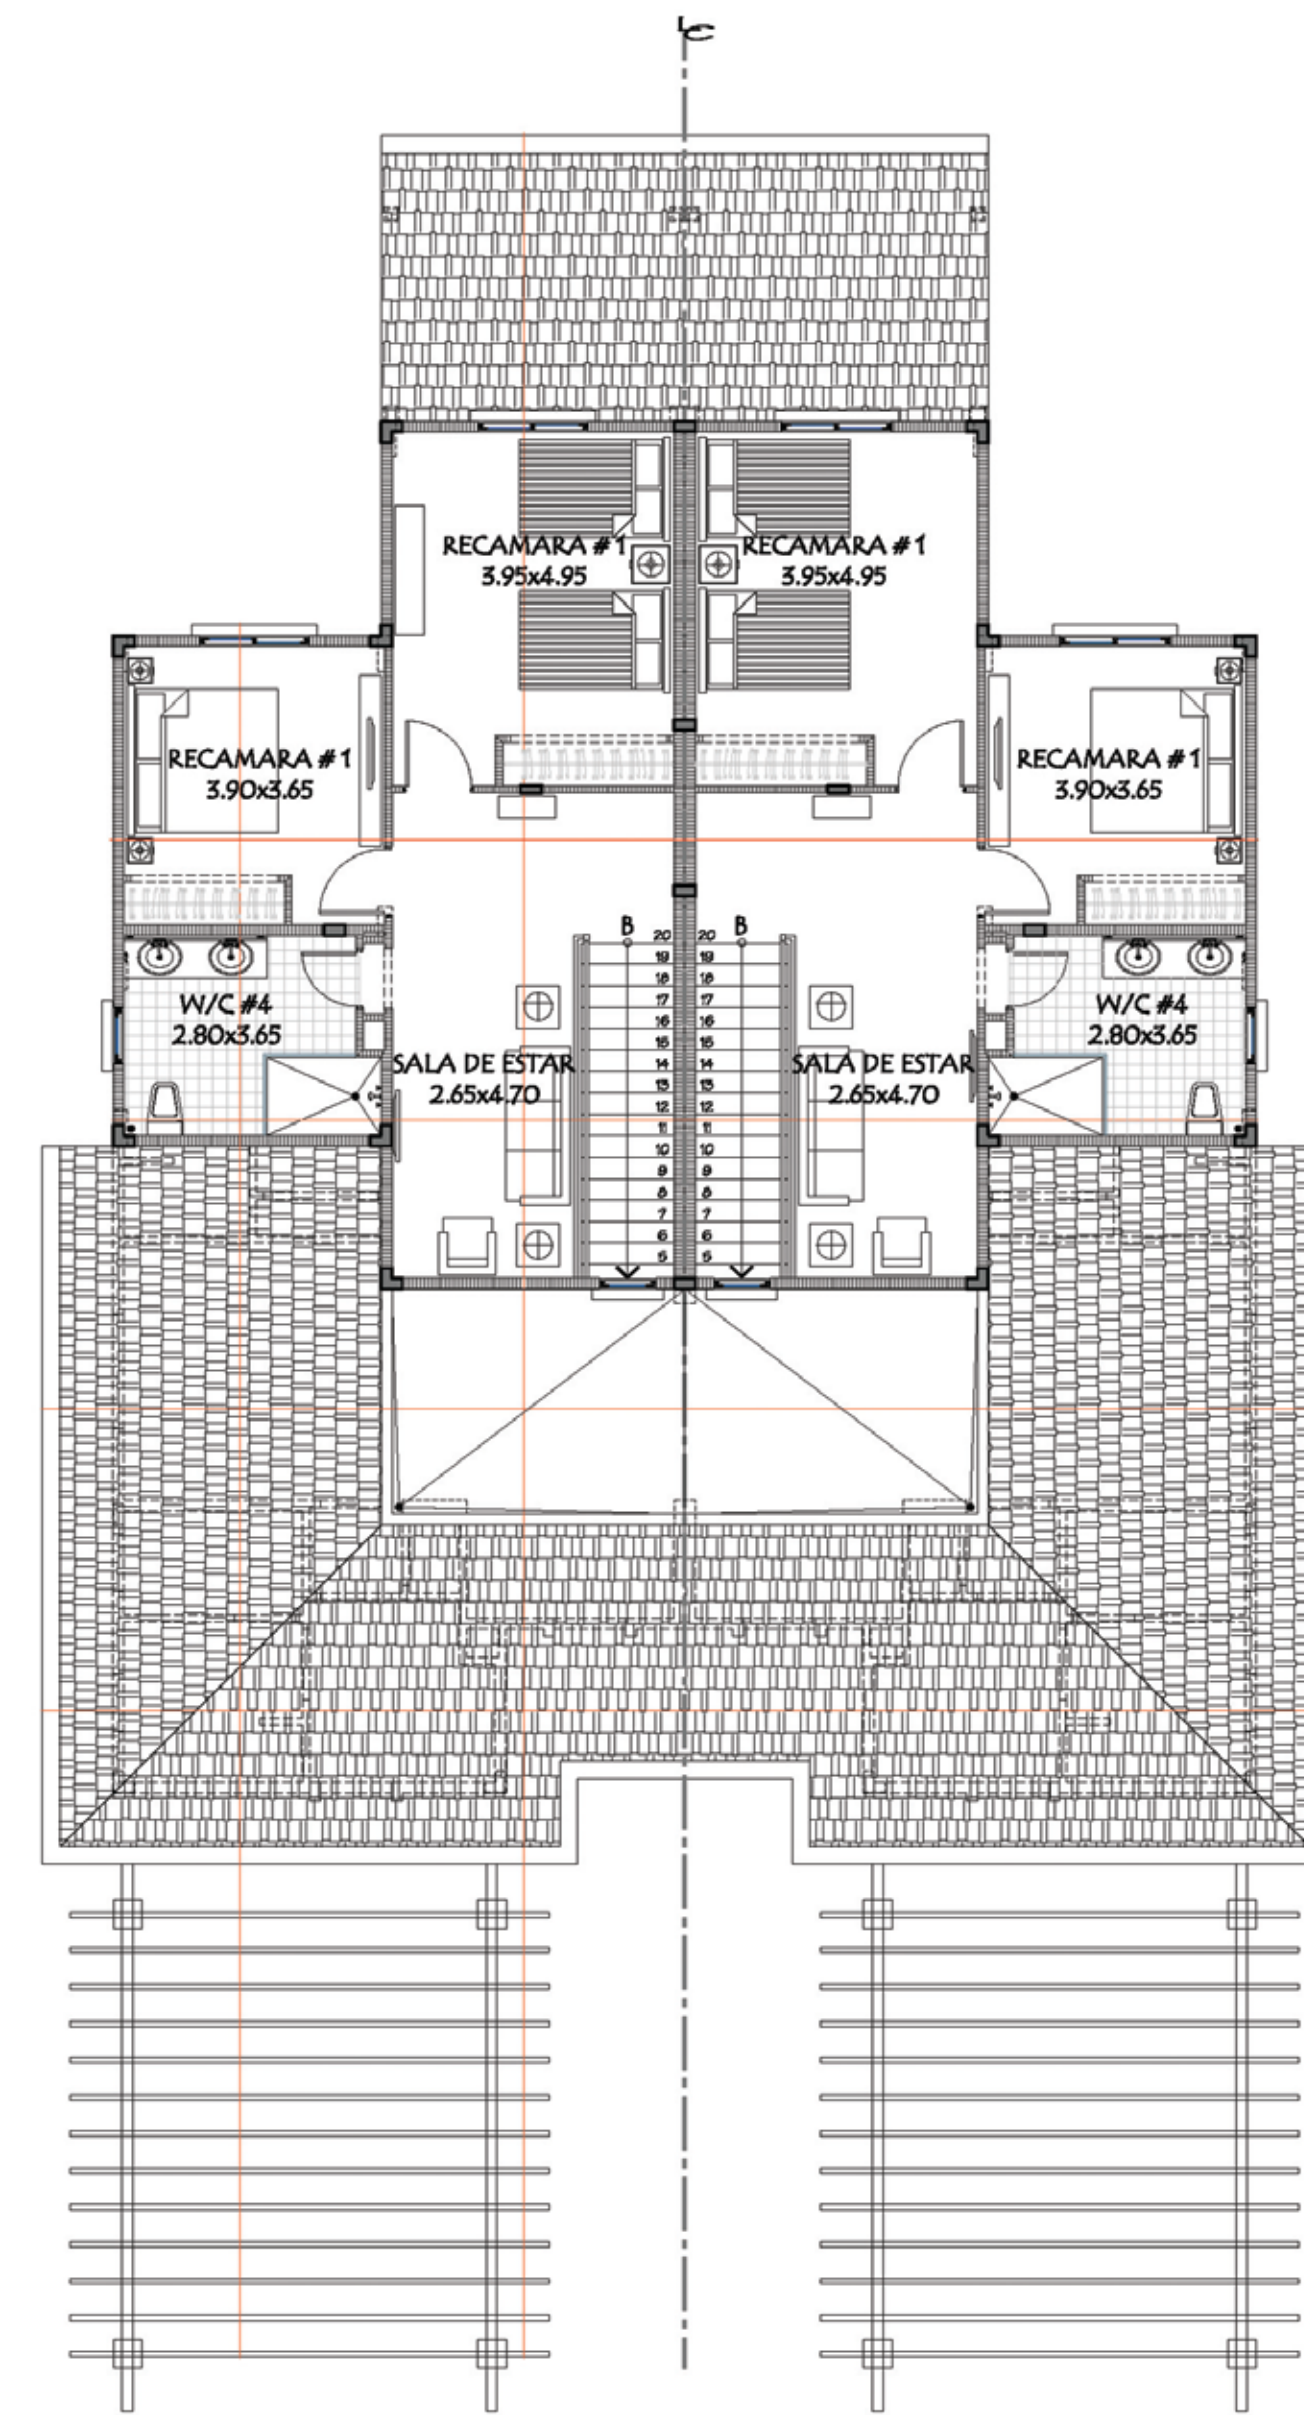 CL
RECAMARA #1
3.95x4.95
RECAMARA #1
3.95x4.95
RECAMARA #1
3.90x3.65
RECAMARA #1
3.90x3.65
B
B
20 20
19 19
18 18
17 17
16 16
15 15
14 14
13 13
12 12
11 11
10 10
9 9
8 8
7 7
6 6
5 5
W/C #4
2.80x3.65
W/C #4
2.80x3.65
SALA DE ESTAR
2.65x4.70
SALA DE ESTAR
2.65x4.70